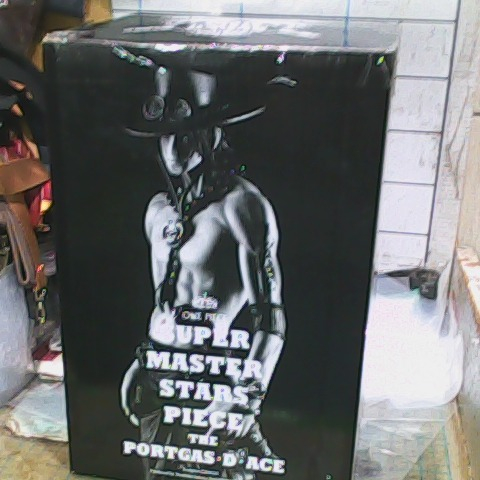 ONE PIECE
SUPER
MASTER
STARS
PIECE
THE
PORTGAS•D•ACE